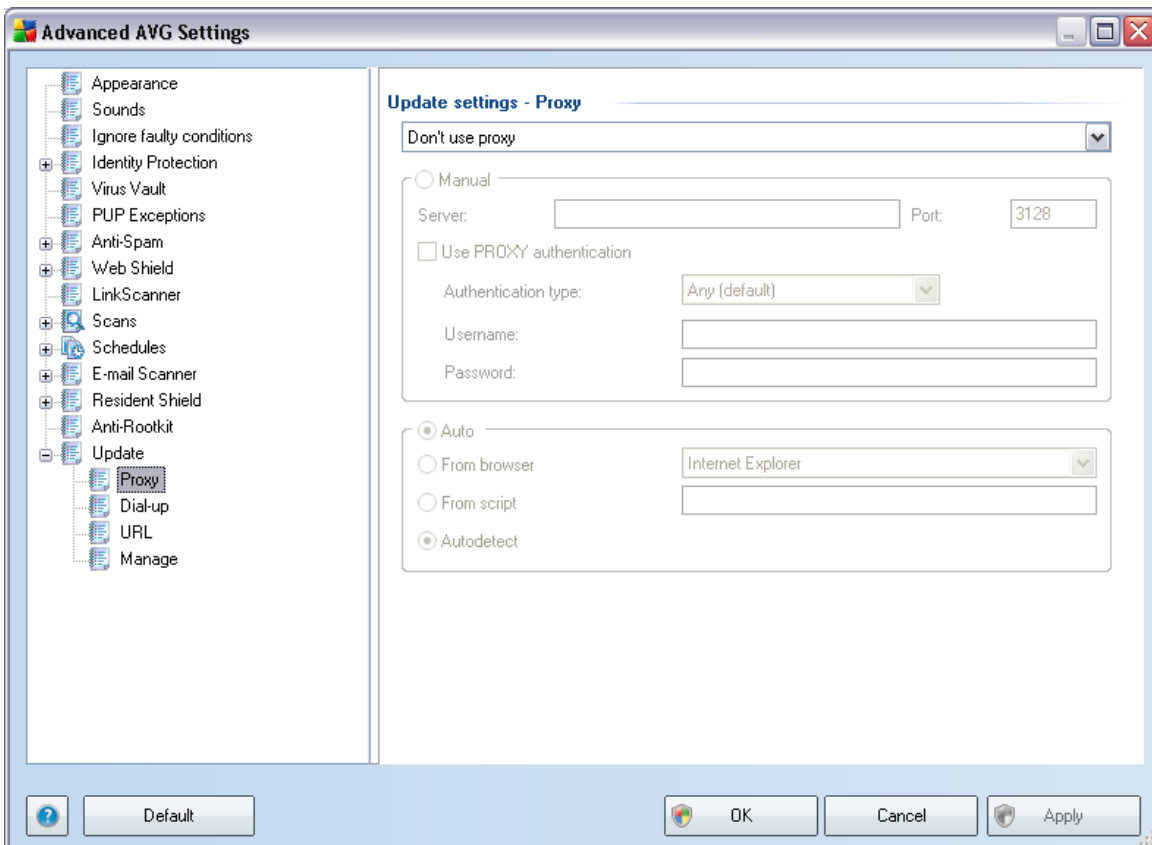 Advanced AVG Settings
Appearance
Sounds
Ignore faulty conditions
Identity Protection
Virus Vault
PUP Exceptions
Anti-Spam
Web Shield
LinkScanner
Scans
Schedules
E-mail Scanner
Resident Shield
Anti-Rootkit
Update
Proxy
Dial-up
URL
Manage
Update settings - Proxy
Don't use proxy
Manual
Server: Port: 3128
Use PROXY authentication
Authentication type: Any (default)
Username:
Password:
Auto
From browser Internet Explorer
From script
Autodetect
? Default OK Cancel Apply